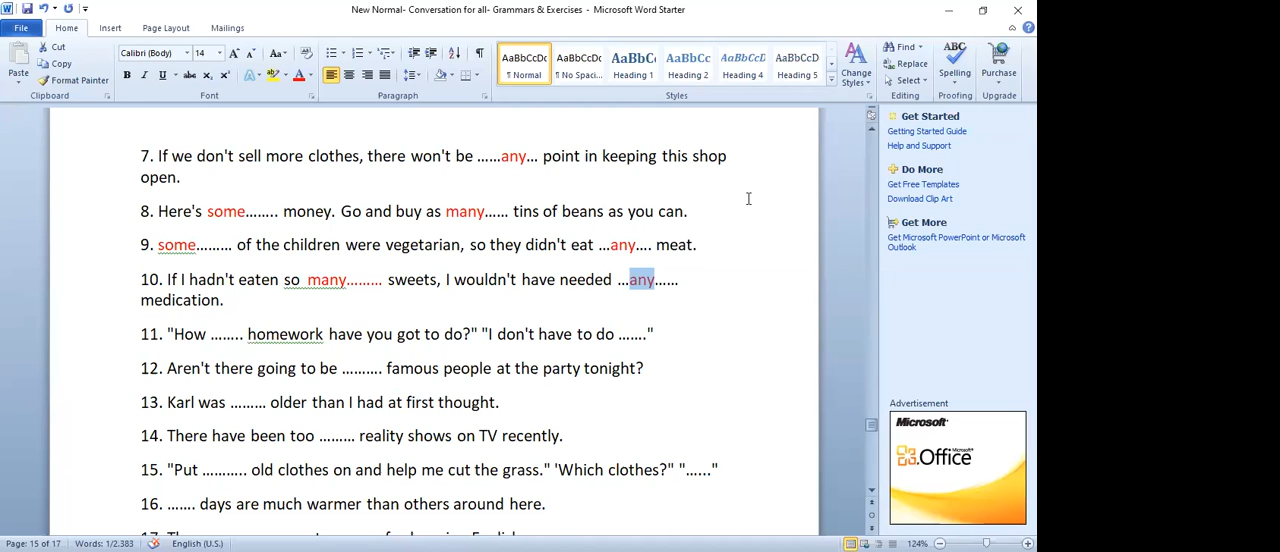 New Normal- Conversation for all- Grammars & Exercises - Microsoft Word Starter
File Home Insert Page Layout Mailings
Paste
Cut
Copy
Format Painter
Clipboard
Calibri (Body) 14
Font
Paragraph
AaBbCcDc AaBbCcDc AaBbCc AaBbCc AaBbCcDc AaBbCcDc
¶ Normal ¶ No Spaci... Heading 1 Heading 2 Heading 4 Heading 5
Styles
Change Styles
Find
Replace
Select
Editing
Spelling
Proofing
Purchase
Upgrade
7. If we don't sell more clothes, there won't be ……any… point in keeping this shop
open.
8. Here's some…….. money. Go and buy as many…… tins of beans as you can.
9. some……… of the children were vegetarian, so they didn't eat …any…. meat.
10. If I hadn't eaten so many……… sweets, I wouldn't have needed …any……
medication.
11. "How …….. homework have you got to do?" "I don't have to do ……."
12. Aren't there going to be ………. famous people at the party tonight?
13. Karl was ……… older than I had at first thought.
14. There have been too ……… reality shows on TV recently.
15. "Put ……….. old clothes on and help me cut the grass." 'Which clothes?" "…..."
16. ……. days are much warmer than others around here.
Get Started
Getting Started Guide
Help and Support
Do More
Get Free Templates
Download Clip Art
Get More
Get Microsoft PowerPoint or Microsoft
Outlook
Advertisement
Microsoft
Office
Page: 15 of 17 Words: 1/2.383 English (U.S.) 124%